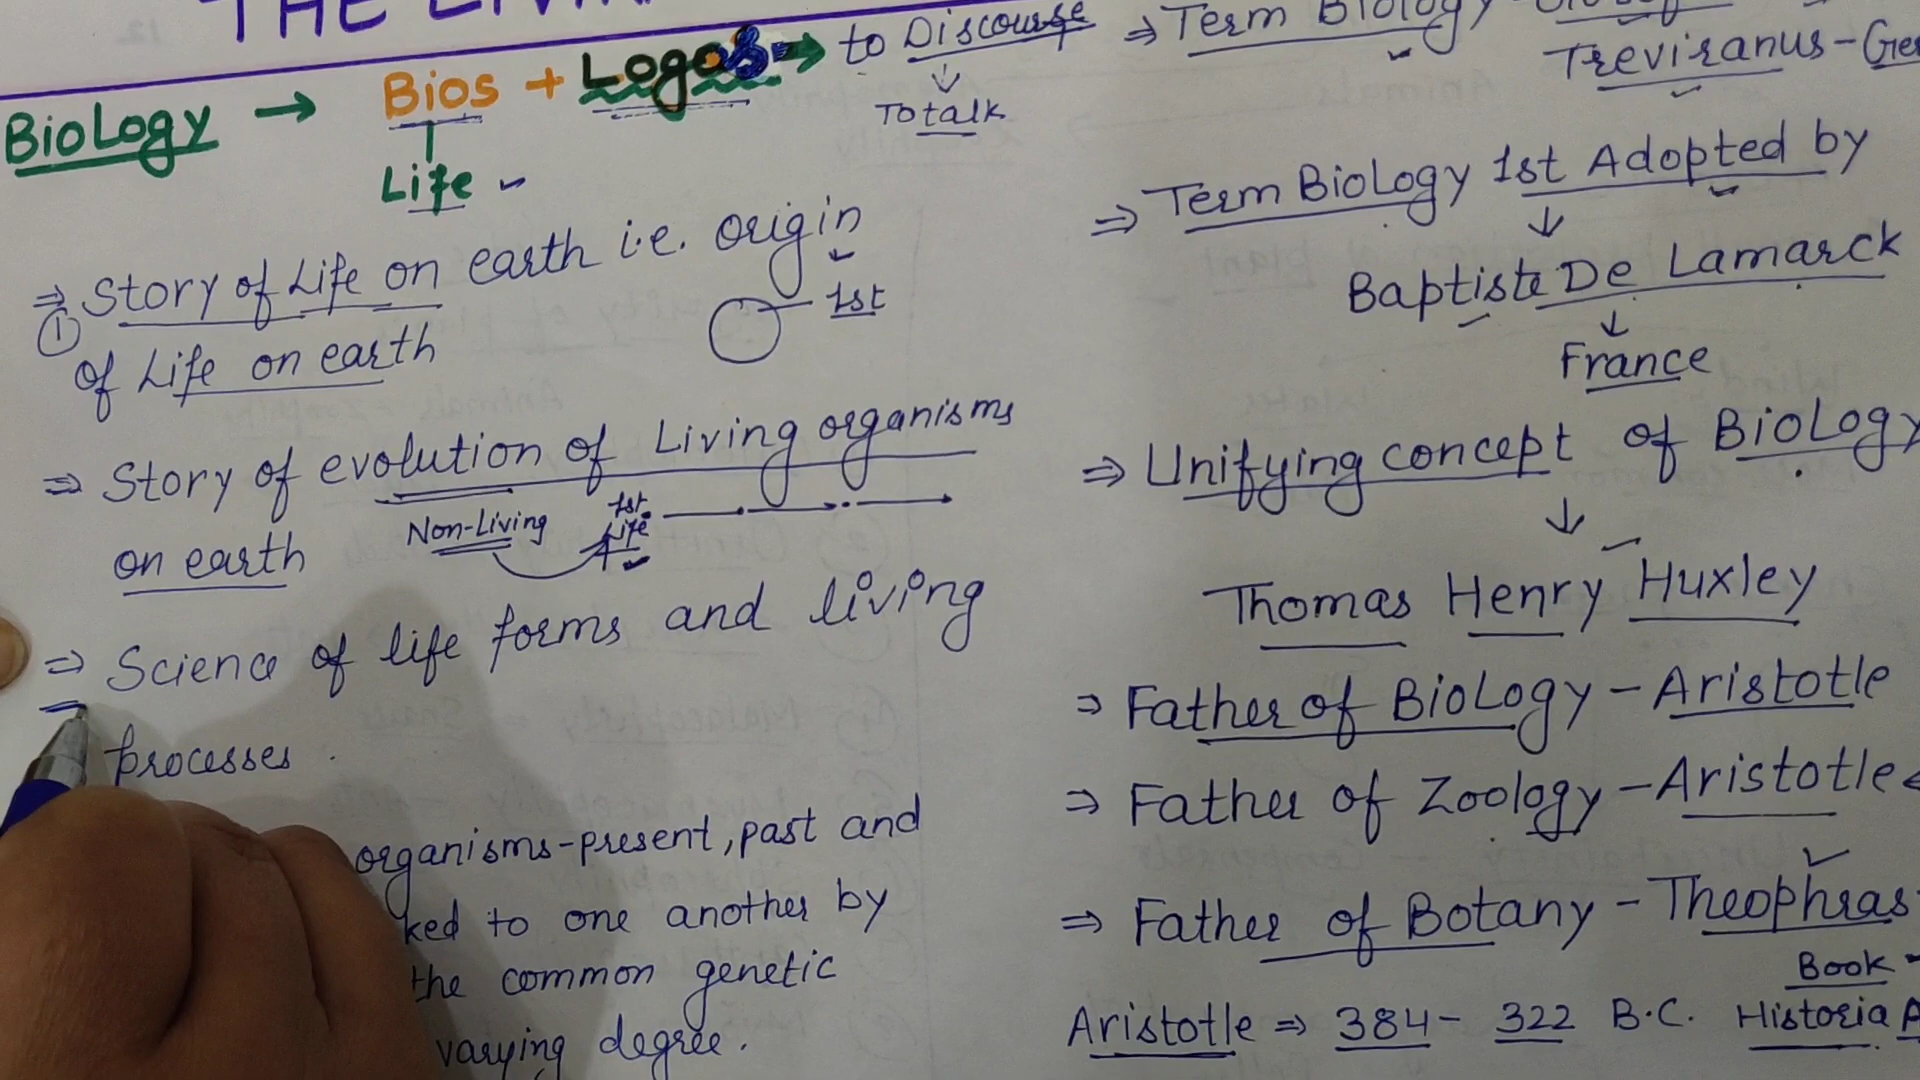 THE
Biology → Bios + Logos → to Discourse
To talk
Life
⇒ Story of Life on earth i.e. origin
① of Life on earth
1st
⇒ Story of evolution of Living organisms
on earth
Non-Living
1st
Life
⇒ Science of life forms and living
processes.
organisms-present, past and
to one another by
the common genetic
varying degree.
⇒ Term Biology
Treviranus -
⇒ Term Biology 1st Adopted by
↓
Baptiste De Lamarck
↓
France
⇒ Unifying concept of Biology
↓
Thomas Henry Huxley
⇒ Father of Biology - Aristotle
⇒ Father of Zoology - Aristotle
⇒ Father of Botany - Theophras
Book -
Aristotle ⇒ 384 - 322 B.C. Historia A